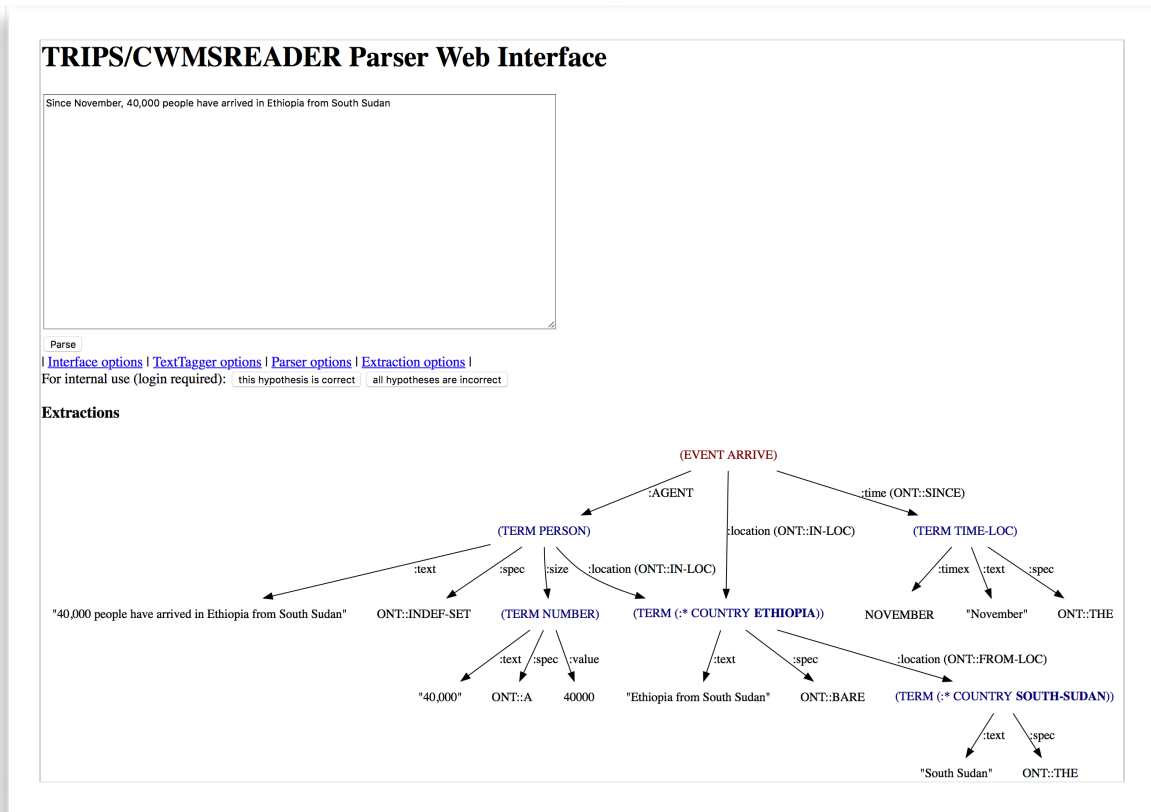 TRIPS/CWMSREADER Parser Web Interface
Since November, 40,000 people have arrived in Ethiopia from South Sudan
Parse
| Interface options | TextTagger options | Parser options | Extraction options |
For internal use (login required): this hypothesis is correct all hypotheses are incorrect
Extractions
(EVENT ARRIVE)
:AGENT :time (ONT::SINCE)
(TERM PERSON) :location (ONT::IN-LOC) (TERM TIME-LOC)
:text :spec :size :location (ONT::IN-LOC) :timex :text :spec
"40,000 people have arrived in Ethiopia from South Sudan" ONT::INDEF-SET (TERM NUMBER) (TERM (:* COUNTRY ETHIOPIA)) NOVEMBER "November" ONT::THE
:text :spec :value :text :spec :location (ONT::FROM-LOC)
"40,000" ONT::A 40000 "Ethiopia from South Sudan" ONT::BARE (TERM (:* COUNTRY SOUTH-SUDAN))
:text :spec
"South Sudan" ONT::THE